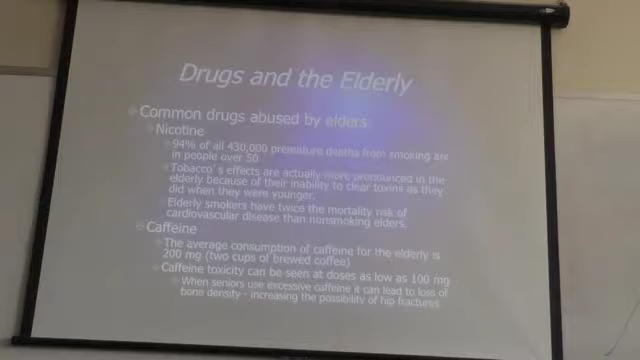 Drugs and the Elderly
Common drugs abused by elders
Nicotine
94% of all 430,000 premature deaths from smoking are
in people over 50
Tobacco's effects are actually more pronounced in the
elderly because of their inability to clear toxins as they
did when they were younger.
Elderly smokers have twice the mortality risk of
cardiovascular disease than nonsmoking elders.
Caffeine
The average consumption of caffeine for the elderly is
200 mg (two cups of brewed coffee)
Caffeine toxicity can be seen at doses as low as 100 mg
When seniors use excessive caffeine it can lead to loss of
bone density - increasing the possibility of hip fractures